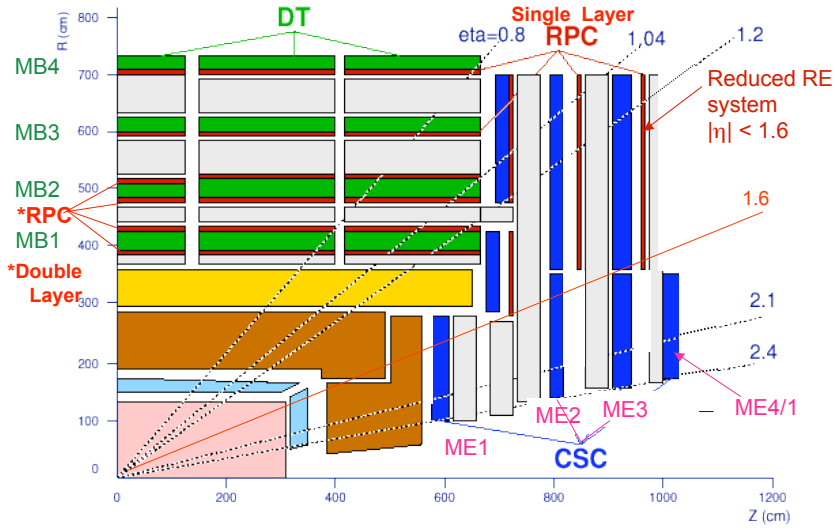 800
R (cm)
DT
eta=0.8
Single Layer
RPC
1.04
1.2
MB4
700
Reduced RE
system
|η| < 1.6
600
MB3
MB2
500
*RPC
1.6
MB1
400
*Double
Layer
300
2.1
200
2.4
100
ME1
ME2
ME3
ME4/1
CSC
0
0
200
400
600
800
1000
1200
Z (cm)